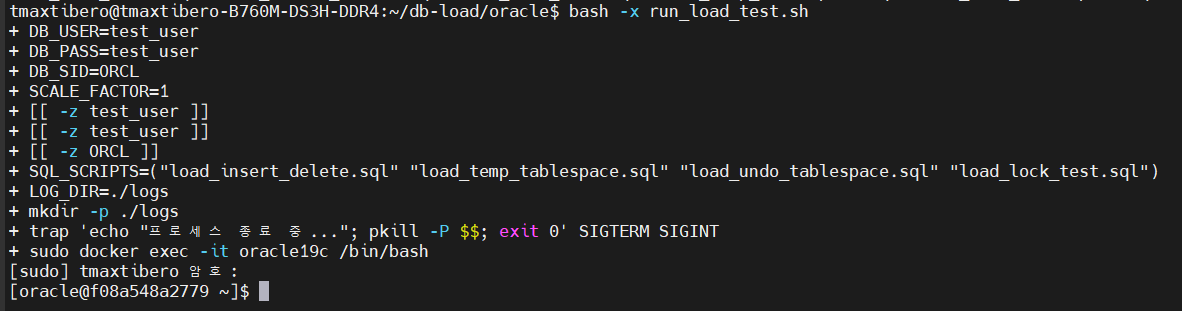 tmaxtibero@tmaxtibero-B760M-DS3H-DDR4:~/db-load/oracle$ bash -x run_load_test.sh
+ DB_USER=test_user
+ DB_PASS=test_user
+ DB_SID=ORCL
+ SCALE_FACTOR=1
+ [[ -z test_user ]]
+ [[ -z test_user ]]
+ [[ -z ORCL ]]
+ SQL_SCRIPTS=("load_insert_delete.sql" "load_temp_tablespace.sql" "load_undo_tablespace.sql" "load_lock_test.sql")
+ LOG_DIR=./logs
+ mkdir -p ./logs
+ trap 'echo "프로세스 종료 중..."; pkill -P $$; exit 0' SIGTERM SIGINT
+ sudo docker exec -it oracle19c /bin/bash
[sudo] tmaxtibero 암호:
[oracle@f08a548a2779 ~]$